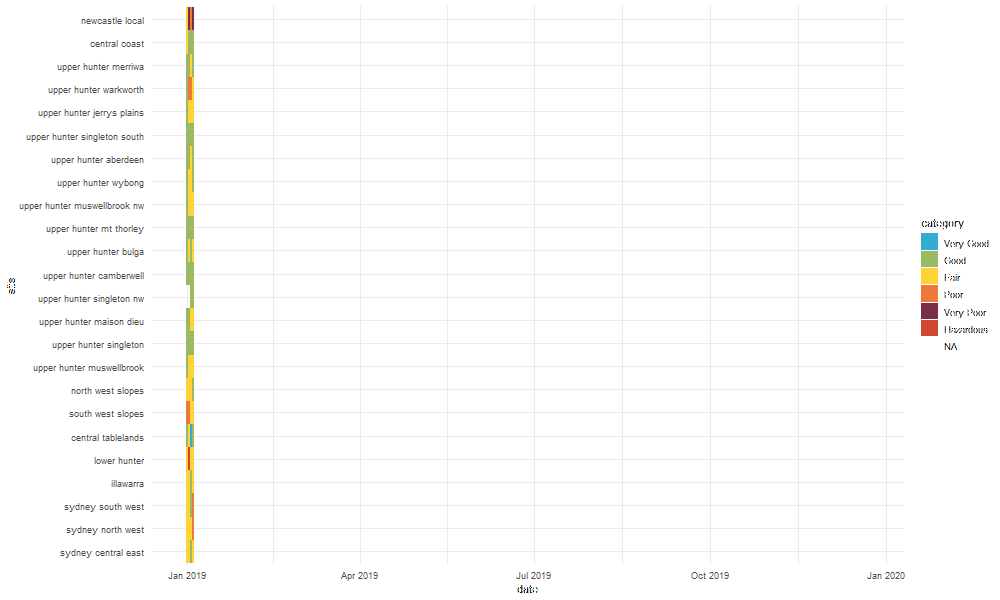 newcastle local
central coast
upper hunter merriwa
upper hunter warkworth
upper hunter jerrys plains
upper hunter singleton south
upper hunter aberdeen
upper hunter wybong
upper hunter muswellbrook nw
upper hunter mt thorley
upper hunter bulga
upper hunter camberwell
upper hunter singleton nw
upper hunter maison dieu
upper hunter singleton
upper hunter muswellbrook
north west slopes
south west slopes
central tablelands
lower hunter
illawarra
sydney south west
sydney north west
sydney central east
site
Jan 2019 Apr 2019 Jul 2019 Oct 2019 Jan 2020
date
category
Very Good
Good
Fair
Poor
Very Poor
Hazardous
NA